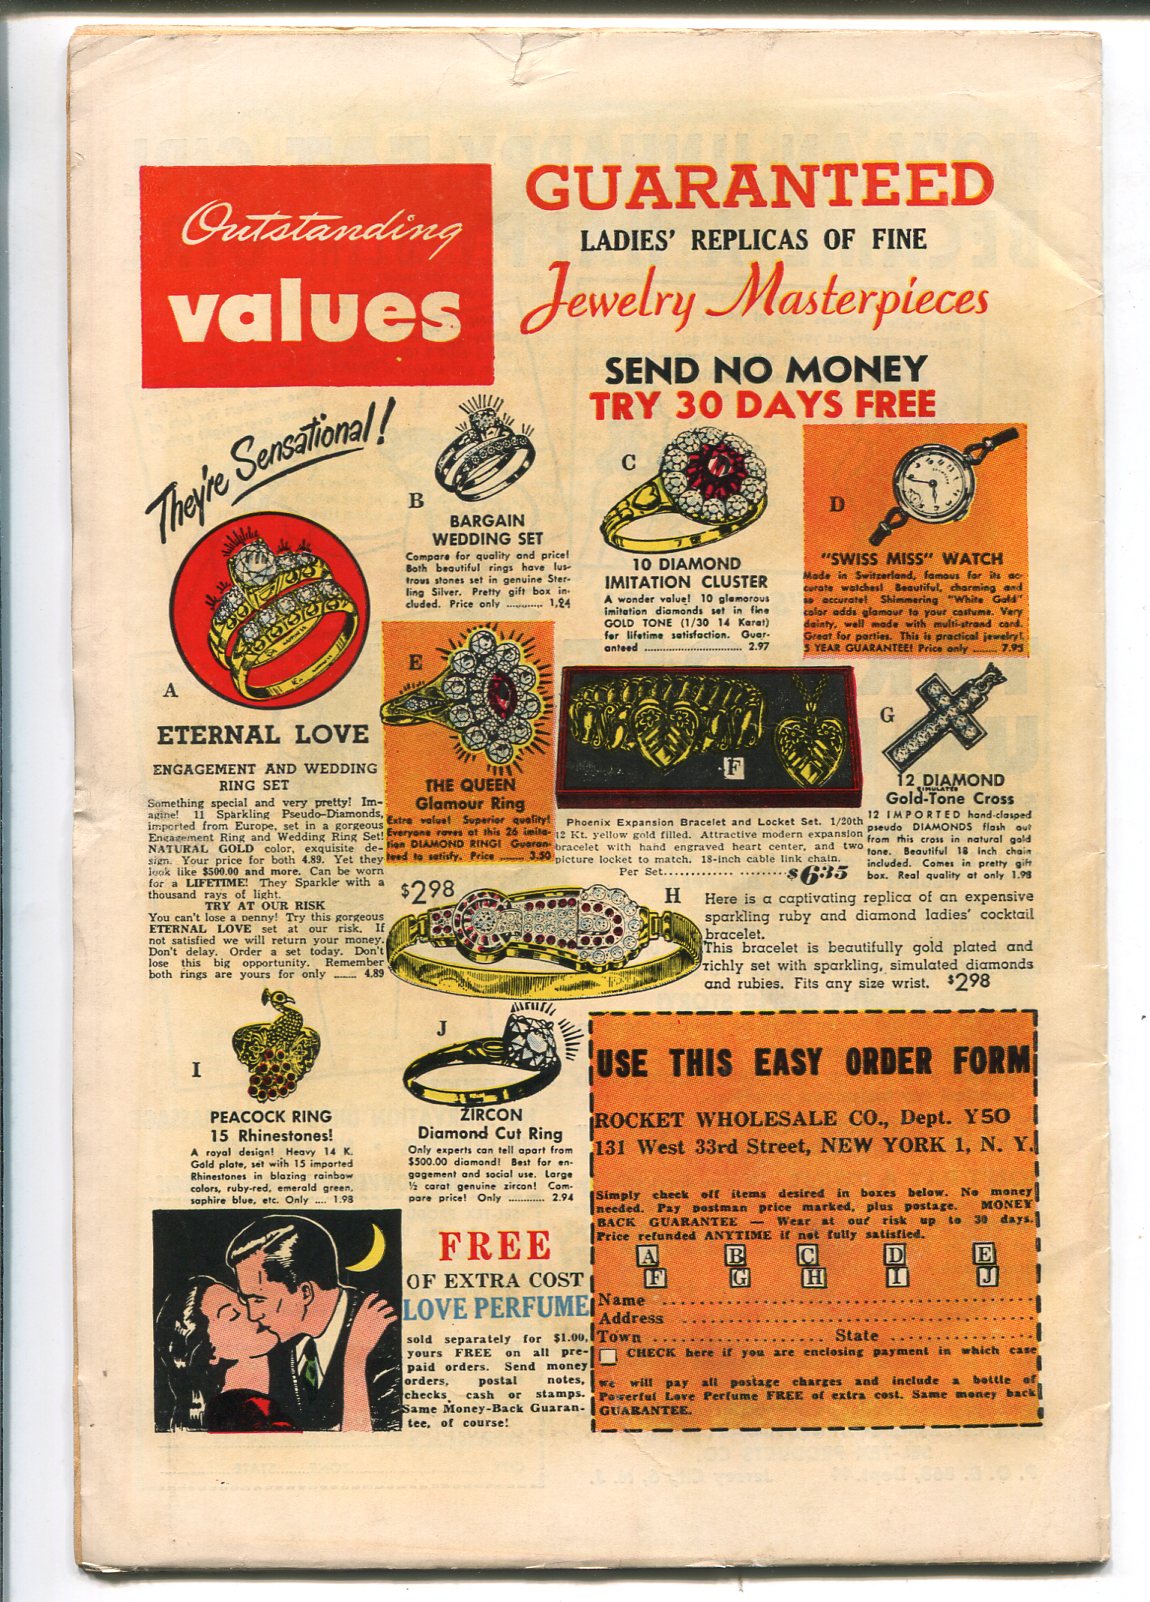 Outstanding
values
GUARANTEED
LADIES' REPLICAS OF FINE
Jewelry Masterpieces
SEND NO MONEY
TRY 30 DAYS FREE
They're Sensational!
A
ETERNAL LOVE
ENGAGEMENT AND WEDDING
RING SET
Something special and very pretty! Im-
agine! 11 Sparkling Pseudo-Diamonds,
imported from Europe, set in a gorgeous
Engagement Ring and Wedding Ring Set!
NATURAL GOLD color, exquisite de-
sign. Your price for both 4.89. Yet they
look like $500.00 and more. Can be worn
for a LIFETIME! They Sparkle with a
thousand rays of light.
TRY AT OUR RISK
You can't lose a penny! Try this gorgeous
ETERNAL LOVE set at our risk. If
not satisfied we will return your money.
Don't delay. Order a set today. Don't
lose this big opportunity. Remember
both rings are yours for only ........ 4.89
B
BARGAIN
WEDDING SET
Compare for quality and price!
Both beautiful rings have lus-
trous stones set in genuine Ster-
ling Silver. Pretty gift box in-
cluded. Price only ........... 1.24
C
10 DIAMOND
IMITATION CLUSTER
A wonder value! 10 glamorous
imitation diamonds set in fine
GOLD TONE (1/30 14 Karat)
for lifetime satisfaction. Guar-
anteed .............................. 2.97
D
"SWISS MISS" WATCH
Made in Switzerland, famous for its ac-
curate watches! Beautiful, charming and
so accurate! Shimmering "White Gold"
color adds glamour to your costume. Very
dainty, well made with multi-strand cord.
Great for parties. This is practical jewelry!
5 YEAR GUARANTEE! Price only ........ 7.95
E
THE QUEEN
Glamour Ring
Extra value! Superior quality!
Everyone raves at this 26 imita-
tion DIAMOND RING! Guaran-
teed to satisfy. Price ........ 3.50
F
Phoenix Expansion Bracelet and Locket Set. 1/20th
12 Kt. yellow gold filled. Attractive modern expansion
bracelet with hand engraved heart center, and two
picture locket to match. 18-inch cable link chain.
Per Set........................ $6.35
G
12 DIAMOND
SIMULATED
Gold-Tone Cross
12 IMPORTED hand-clasped
pseudo DIAMONDS flash out
from this cross in natural gold
tone. Beautiful 18 inch chain
included. Comes in pretty gift
box. Real quality at only 1.98
$2.98
H
Here is a captivating replica of an expensive
sparkling ruby and diamond ladies' cocktail
bracelet.
This bracelet is beautifully gold plated and
richly set with sparkling, simulated diamonds
and rubies. Fits any size wrist. $2.98
I
PEACOCK RING
15 Rhinestones!
A royal design! Heavy 14 K.
Gold plate, set with 15 imported
Rhinestones in blazing rainbow
colors, ruby-red, emerald green,
saphire blue, etc. Only .... 1.98
J
ZIRCON
Diamond Cut Ring
Only experts can tell apart from
$500.00 diamond! Best for en-
gagement and social use. Large
½ carat genuine zircon! Com-
pare price! Only ............ 2.94
FREE
OF EXTRA COST
LOVE PERFUME
sold separately for $1.00,
yours FREE on all pre-
paid orders. Send money
orders, postal notes,
checks, cash or stamps.
Same Money-Back Guaran-
tee, of course!
USE THIS EASY ORDER FORM
ROCKET WHOLESALE CO., Dept. Y50
131 West 33rd Street, NEW YORK 1, N. Y.
Simply check off items desired in boxes below. No money
needed. Pay postman price marked, plus postage. MONEY
BACK GUARANTEE — Wear at our risk up to 30 days.
Price refunded ANYTIME if not fully satisfied.
A B C D E
F G H I J
Name
Address
Town State
CHECK here if you are enclosing payment in which case
we will pay all postage charges and include a bottle of
Powerful Love Perfume FREE of extra cost. Same money back
GUARANTEE.